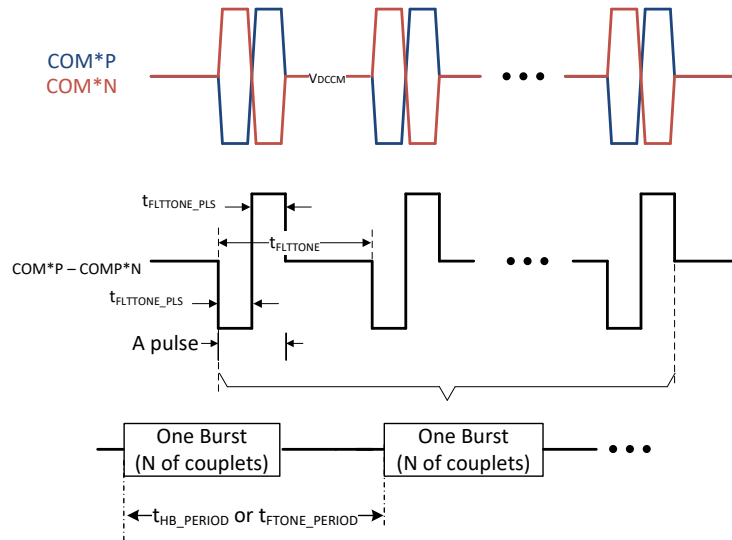 COM*P
COM*N
VDCCM
tFLTTONE_PLS
tFLTTONE
COM*P – COMP*N
tFLTTONE_PLS
A pulse
One Burst
(N of couplets)
One Burst
(N of couplets)
tHB_PERIOD or tFTONE_PERIOD